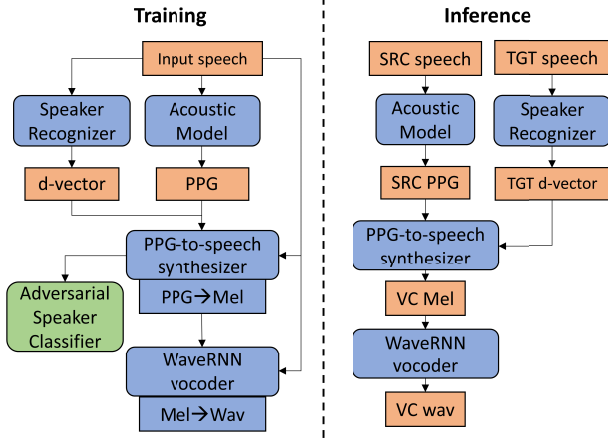 Training
Input speech
Speaker
Recognizer
Acoustic
Model
d-vector
PPG
PPG-to-speech
synthesizer
PPG→Mel
Adversarial
Speaker
Classifier
WaveRNN
vocoder
Mel→Wav
Inference
SRC speech
TGT speech
Acoustic
Model
Speaker
Recognizer
SRC PPG
TGT d-vector
PPG-to-speech
synthesizer
VC Mel
WaveRNN
vocoder
VC wav